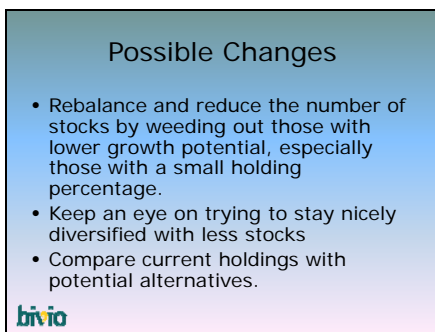 Possible Changes
• Rebalance and reduce the number of
stocks by weeding out those with
lower growth potential, especially
those with a small holding
percentage.
• Keep an eye on trying to stay nicely
diversified with less stocks
• Compare current holdings with
potential alternatives.
bivio